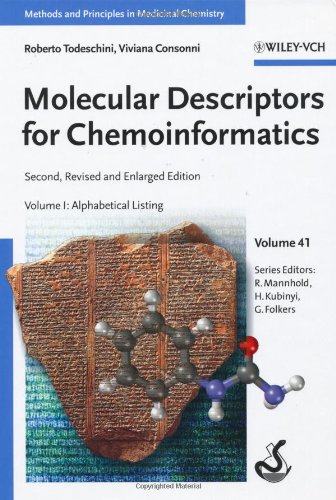 Methods and Principles in Medicinal Chemistry
Roberto Todeschini, Viviana Consonni
WILEY-VCH
Molecular Descriptors
for Chemoinformatics
Second, Revised and Enlarged Edition
Volume I: Alphabetical Listing
Volume 41
Series Editors:
R. Mannhold,
H. Kubinyi,
G. Folkers